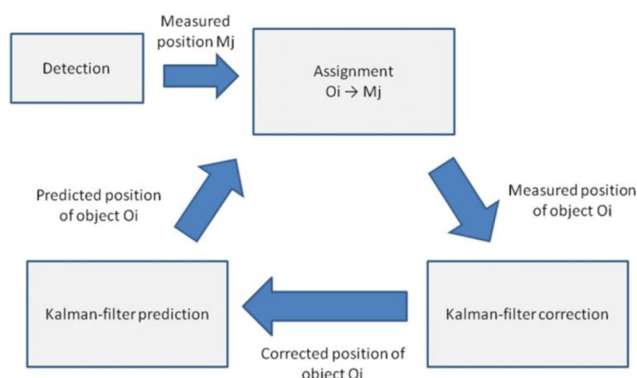 Measured
position Mj
Detection
Assignment
Oi → Mj
Predicted position
of object Oi
Measured position
of object Oi
Kalman-filter prediction
Kalman-filter correction
Corrected position of
object Oi